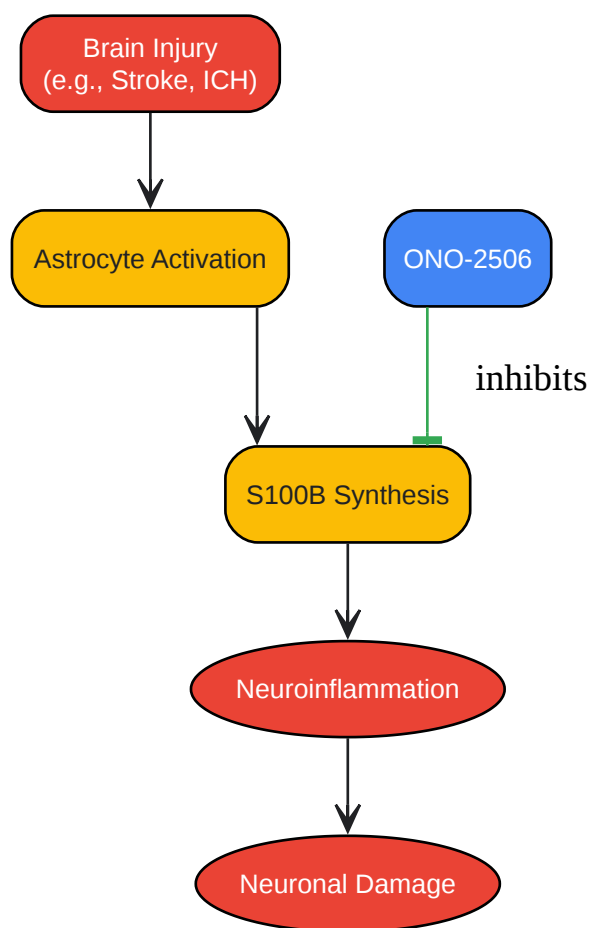 Brain Injury
(e.g., Stroke, ICH)
Astrocyte Activation
ONO-2506
inhibits
S100B Synthesis
Neuroinflammation
Neuronal Damage